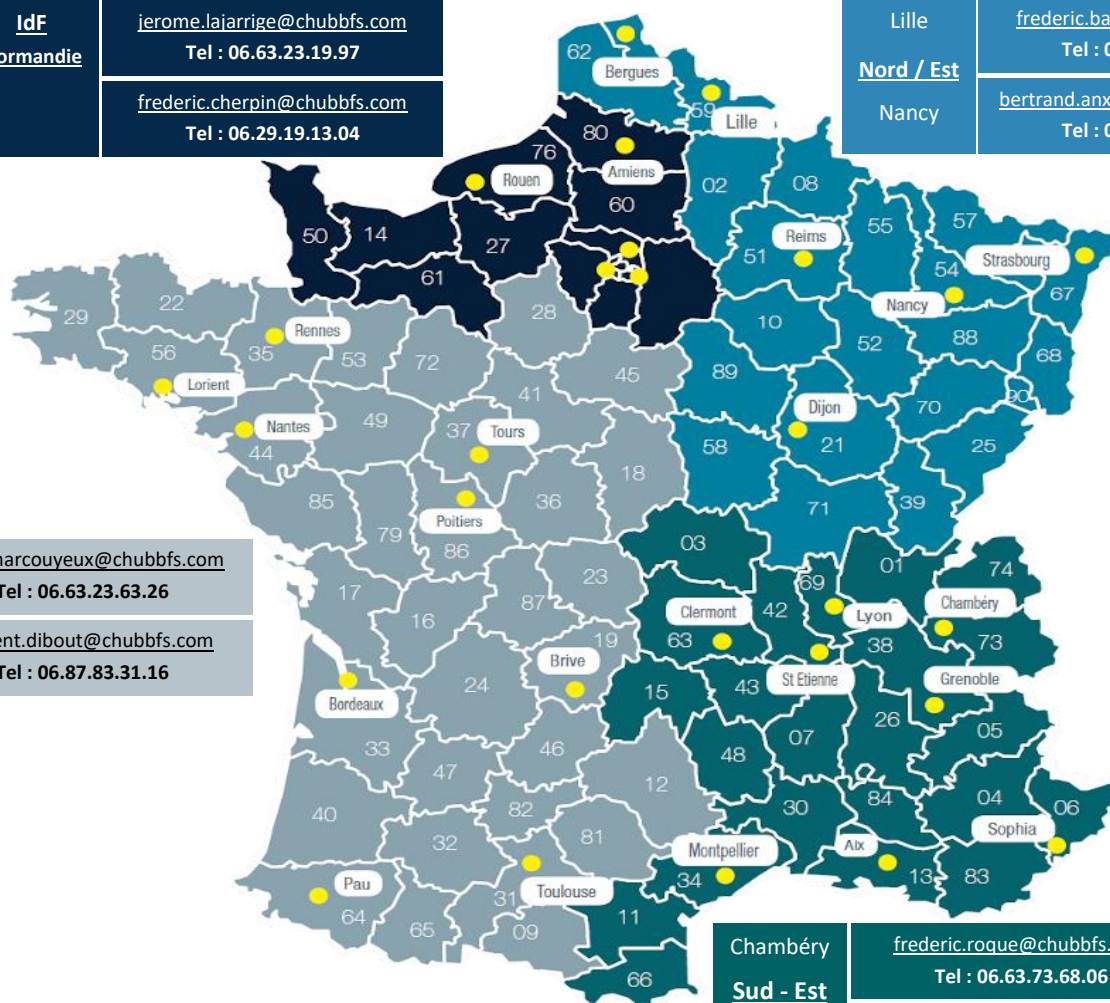 IdF
ormandie
jerome.lajarrige@chubbfs.com
Tel : 06.63.23.19.97
frederic.cherpin@chubbfs.com
Tel : 06.29.19.13.04
Lille
Nord / Est
Nancy
frederic.ba
Tel : 0
bertrand.anx
Tel : 0
62
Bergues
59
Lille
80
76
Amiens
Rouen
02
08
60
50
14
27
55
57
51
Reims
Strasbourg
54
67
61
Nancy
22
29
28
10
Rennes
52
88
68
56
35
53
72
45
Lorient
89
90
41
70
Dijon
Nantes
49
37
Tours
21
25
44
58
18
85
36
39
71
Poitiers
79
86
03
01
arcouyeux@chubbfs.com
Tel : 06.63.23.63.26
ent.dibout@chubbfs.com
Tel : 06.87.83.31.16
17
23
69
74
16
87
Clermont
42
Chambéry
Lyon
63
19
38
73
Brive
St Etienne
Grenoble
24
15
43
Bordeaux
26
05
07
33
46
48
47
12
30
84
04
06
40
82
Sophia
32
81
Montpellier
Aix
Pau
34
13
83
31
Toulouse
64
11
65
09
66
Chambéry
Sud - Est
frederic.roque@chubbfs.
Tel : 06.63.73.68.06